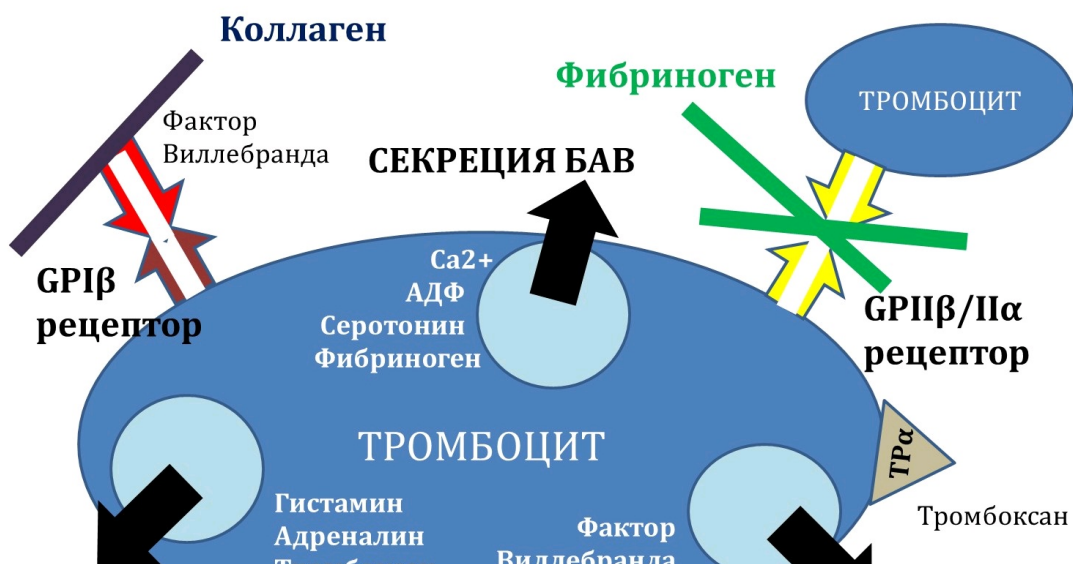 Коллаген
Фибриноген
ТРОМБОЦИТ
Фактор
Виллебранда
СЕКРЕЦИЯ БАВ
GPIβ
рецептор
Ca2+
АДФ
Серотонин
Фибриноген
GPIIβ/IIα
рецептор
ТРОМБОЦИТ
TPα
Тромбоксан
Гистамин
Адреналин
Фактор
Виллебранда